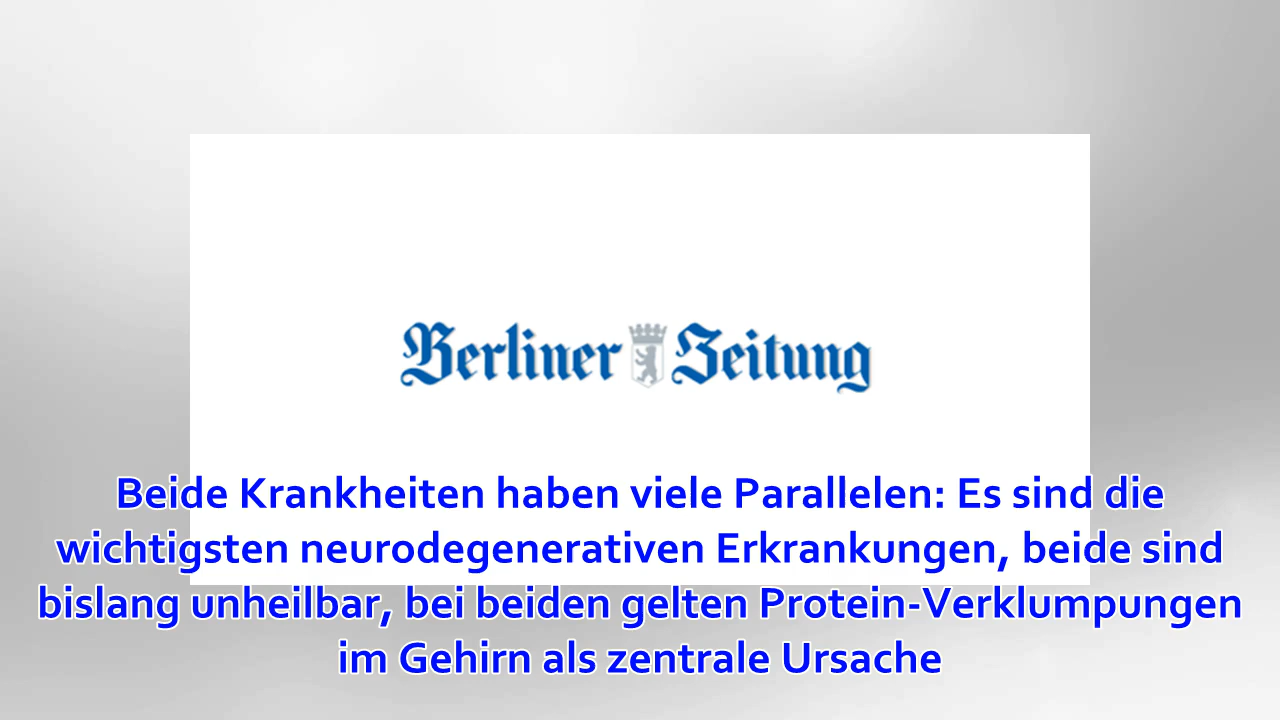 Berliner Zeitung
Beide Krankheiten haben viele Parallelen: Es sind die
wichtigsten neurodegenerativen Erkrankungen, beide sind
bislang unheilbar, bei beiden gelten Protein-Verklumpungen
im Gehirn als zentrale Ursache